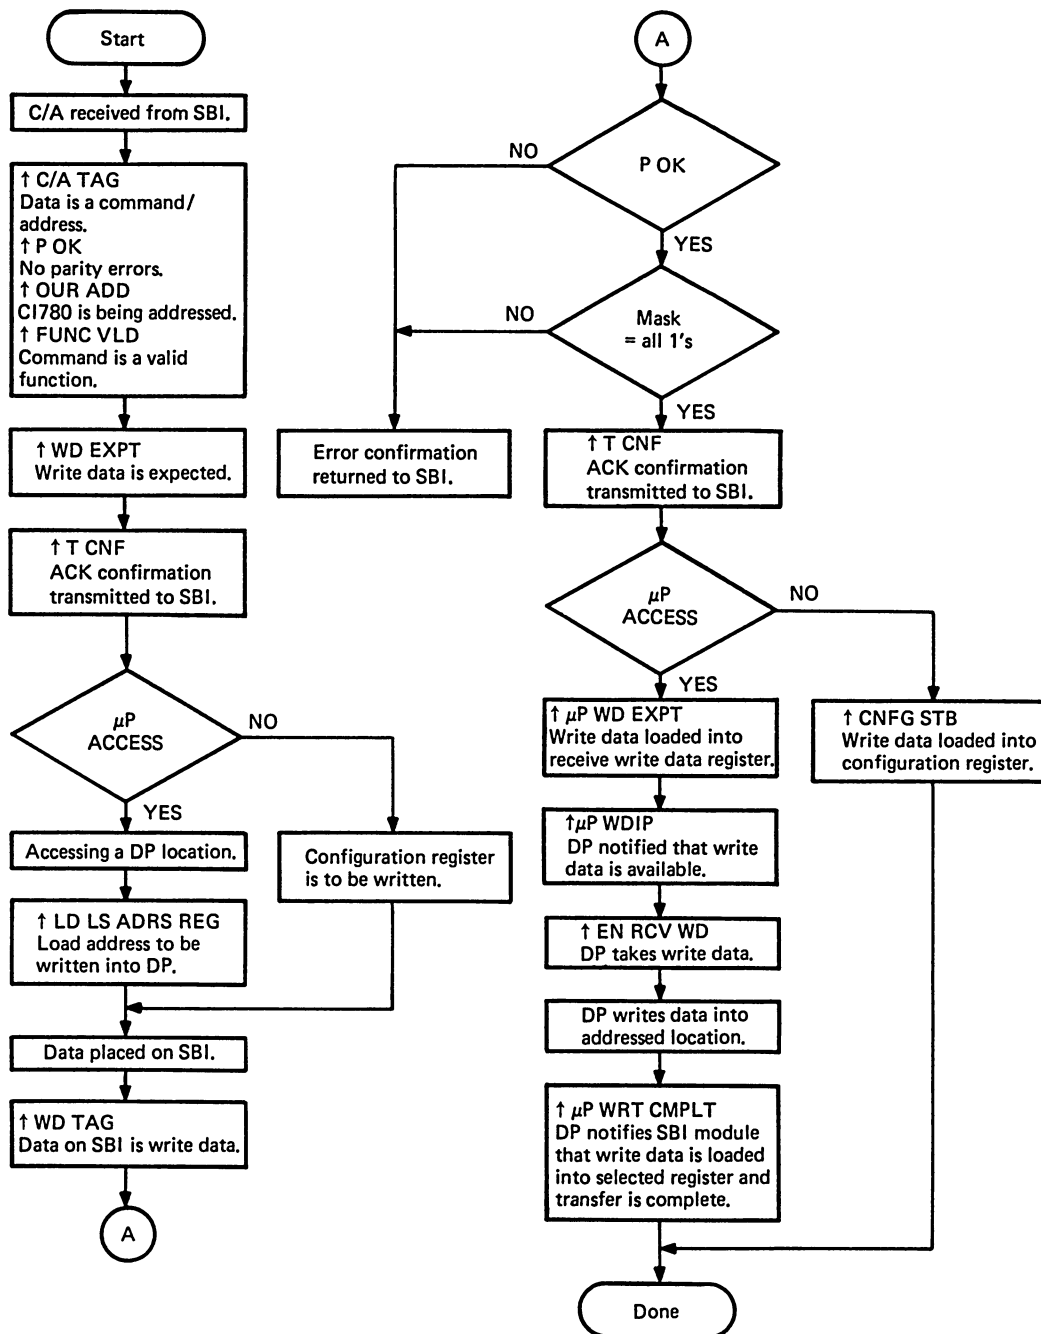 Start
C/A received from SBI.
↑ C/A TAG
Data is a command/
address.
↑ P OK
No parity errors.
↑ OUR ADD
CI780 is being addressed.
↑ FUNC VLD
Command is a valid
function.
↑ WD EXPT
Write data is expected.
↑ T CNF
ACK confirmation
transmitted to SBI.
μP
ACCESS
NO
YES
Accessing a DP location.
Configuration register
is to be written.
↑ LD LS ADRS REG
Load address to be
written into DP.
Data placed on SBI.
↑ WD TAG
Data on SBI is write data.
A
A
P OK
NO
YES
Mask
= all 1's
NO
YES
Error confirmation
returned to SBI.
↑ T CNF
ACK confirmation
transmitted to SBI.
μP
ACCESS
NO
YES
↑ μP WD EXPT
Write data loaded into
receive write data register.
↑ CNFG STB
Write data loaded into
configuration register.
↑μP WDIP
DP notified that write
data is available.
↑ EN RCV WD
DP takes write data.
DP writes data into
addressed location.
↑ μP WRT CMPLT
DP notifies SBI module
that write data is loaded
into selected register and
transfer is complete.
Done